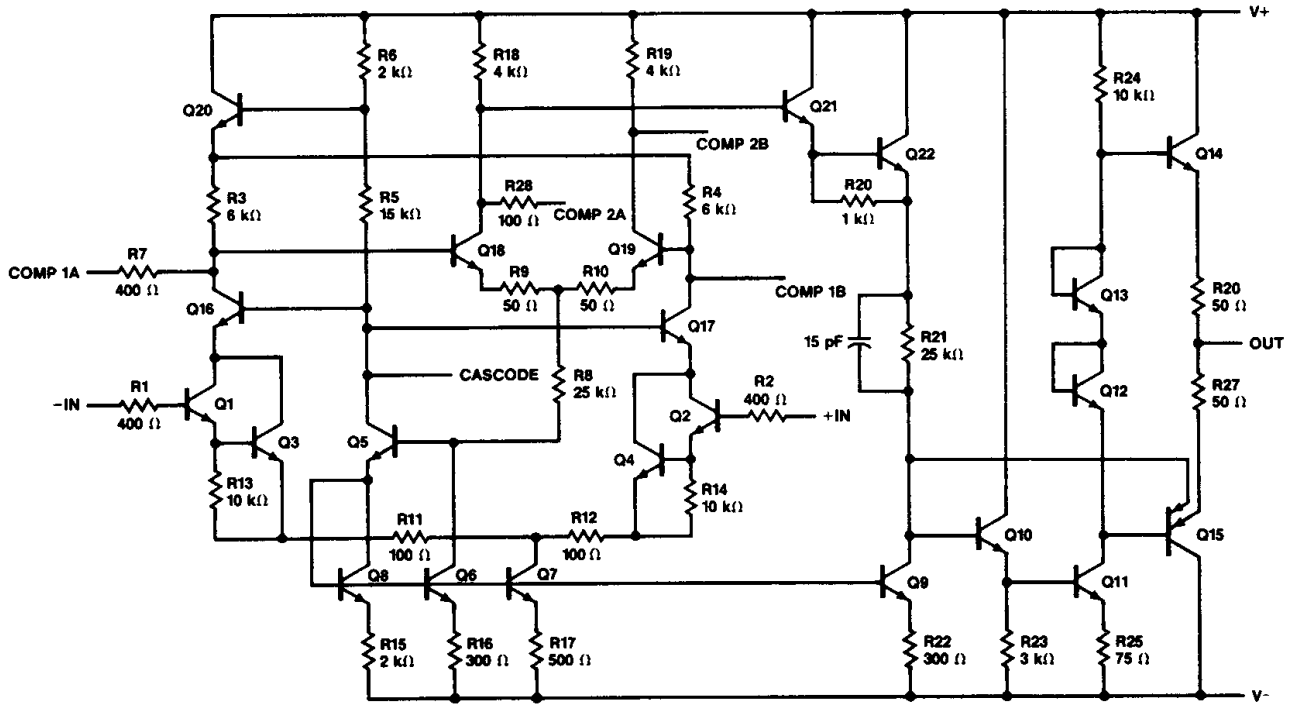 V+
R6
2 kΩ
R18
4 kΩ
R19
4 kΩ
R24
10 kΩ
Q20
Q21
COMP 2B
Q22
Q14
R3
6 kΩ
R5
15 kΩ
R28
100 Ω
COMP 2A
R4
6 kΩ
R20
1 kΩ
Q18
Q19
R7
COMP 1A
400 Ω
R9
50 Ω
R10
50 Ω
COMP 1B
Q13
R20
50 Ω
Q16
Q17
15 pF
R21
25 kΩ
OUT
CASCODE
R8
25 kΩ
Q12
R27
50 Ω
R1
-IN
400 Ω
Q1
R2
400 Ω
+IN
Q2
Q3
Q5
Q4
R13
10 kΩ
R14
10 kΩ
R11
100 Ω
R12
100 Ω
Q10
Q15
Q8
Q6
Q7
Q9
Q11
R15
2 kΩ
R16
300 Ω
R17
500 Ω
R22
300 Ω
R23
3 kΩ
R25
75 Ω
V-